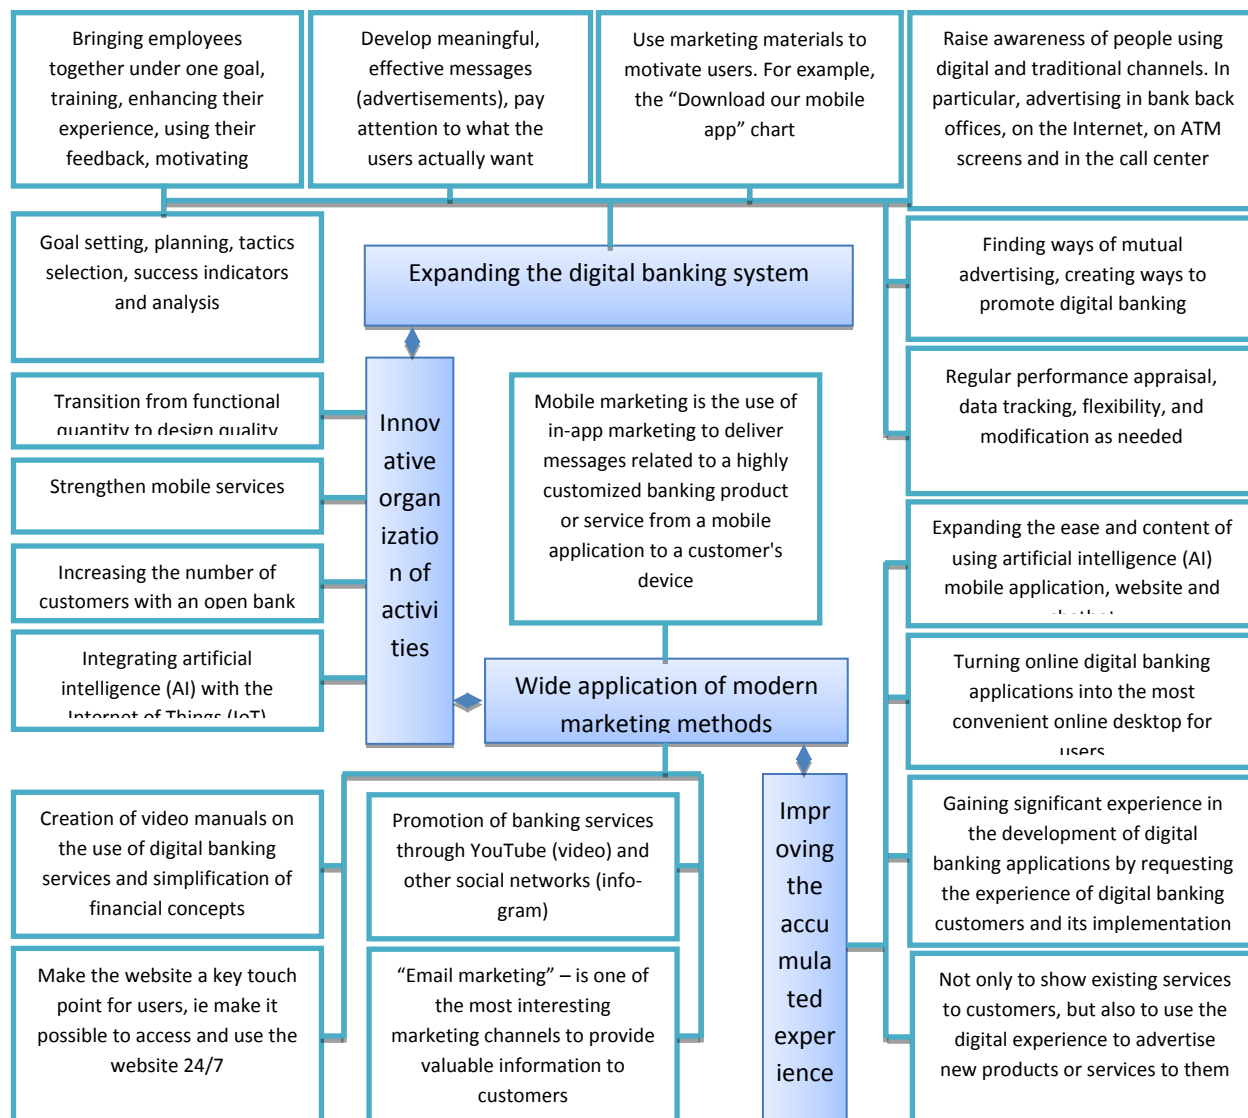 Bringing employees
together under one goal,
training, enhancing their
experience, using their
feedback, motivating
Develop meaningful,
effective messages
(advertisements), pay
attention to what the
users actually want
Use marketing materials to
motivate users. For example,
the “Download our mobile
app” chart
Raise awareness of people using
digital and traditional channels. In
particular, advertising in bank back
offices, on the Internet, on ATM
screens and in the call center
Goal setting, planning, tactics
selection, success indicators
and analysis
Expanding the digital banking system
Finding ways of mutual
advertising, creating ways to
promote digital banking
Regular performance appraisal,
data tracking, flexibility, and
modification as needed
Transition from functional
quantity to design quality
Strengthen mobile services
Increasing the number of
customers with an open bank
Integrating artificial
intelligence (AI) with the
Internet of Things (IoT)
Innov
ative
organ
izatio
n of
activi
ties
Mobile marketing is the use of
in-app marketing to deliver
messages related to a highly
customized banking product
or service from a mobile
application to a customer's
device
Wide application of modern
marketing methods
Expanding the ease and content of
using artificial intelligence (AI)
mobile application, website and
chatbot
Turning online digital banking
applications into the most
convenient online desktop for
users
Gaining significant experience in
the development of digital
banking applications by requesting
the experience of digital banking
customers and its implementation
Not only to show existing services
to customers, but also to use the
digital experience to advertise
new products or services to them
Impr
oving
the
accu
mula
ted
exper
ience
Creation of video manuals on
the use of digital banking
services and simplification of
financial concepts
Promotion of banking services
through YouTube (video) and
other social networks (info-
gram)
Make the website a key touch
point for users, ie make it
possible to access and use the
website 24/7
“Email marketing” – is one of
the most interesting
marketing channels to provide
valuable information to
customers